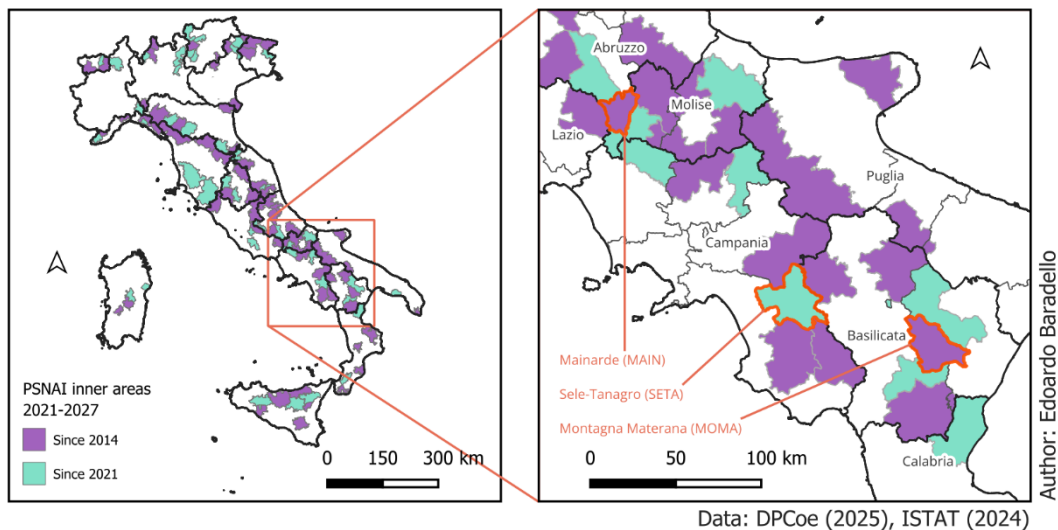 PSNAI inner areas
2021-2027
Since 2014
Since 2021
0 150 300 km
Abruzzo
Molise
Lazio
Puglia
Campania
Basilicata
Mainarde (MAIN)
Sele-Tanagro (SETA)
Montagna Materana (MOMA)
Calabria
0 50 100 km
Author: Edoardo Baradello
Data: DPCoe (2025), ISTAT (2024)